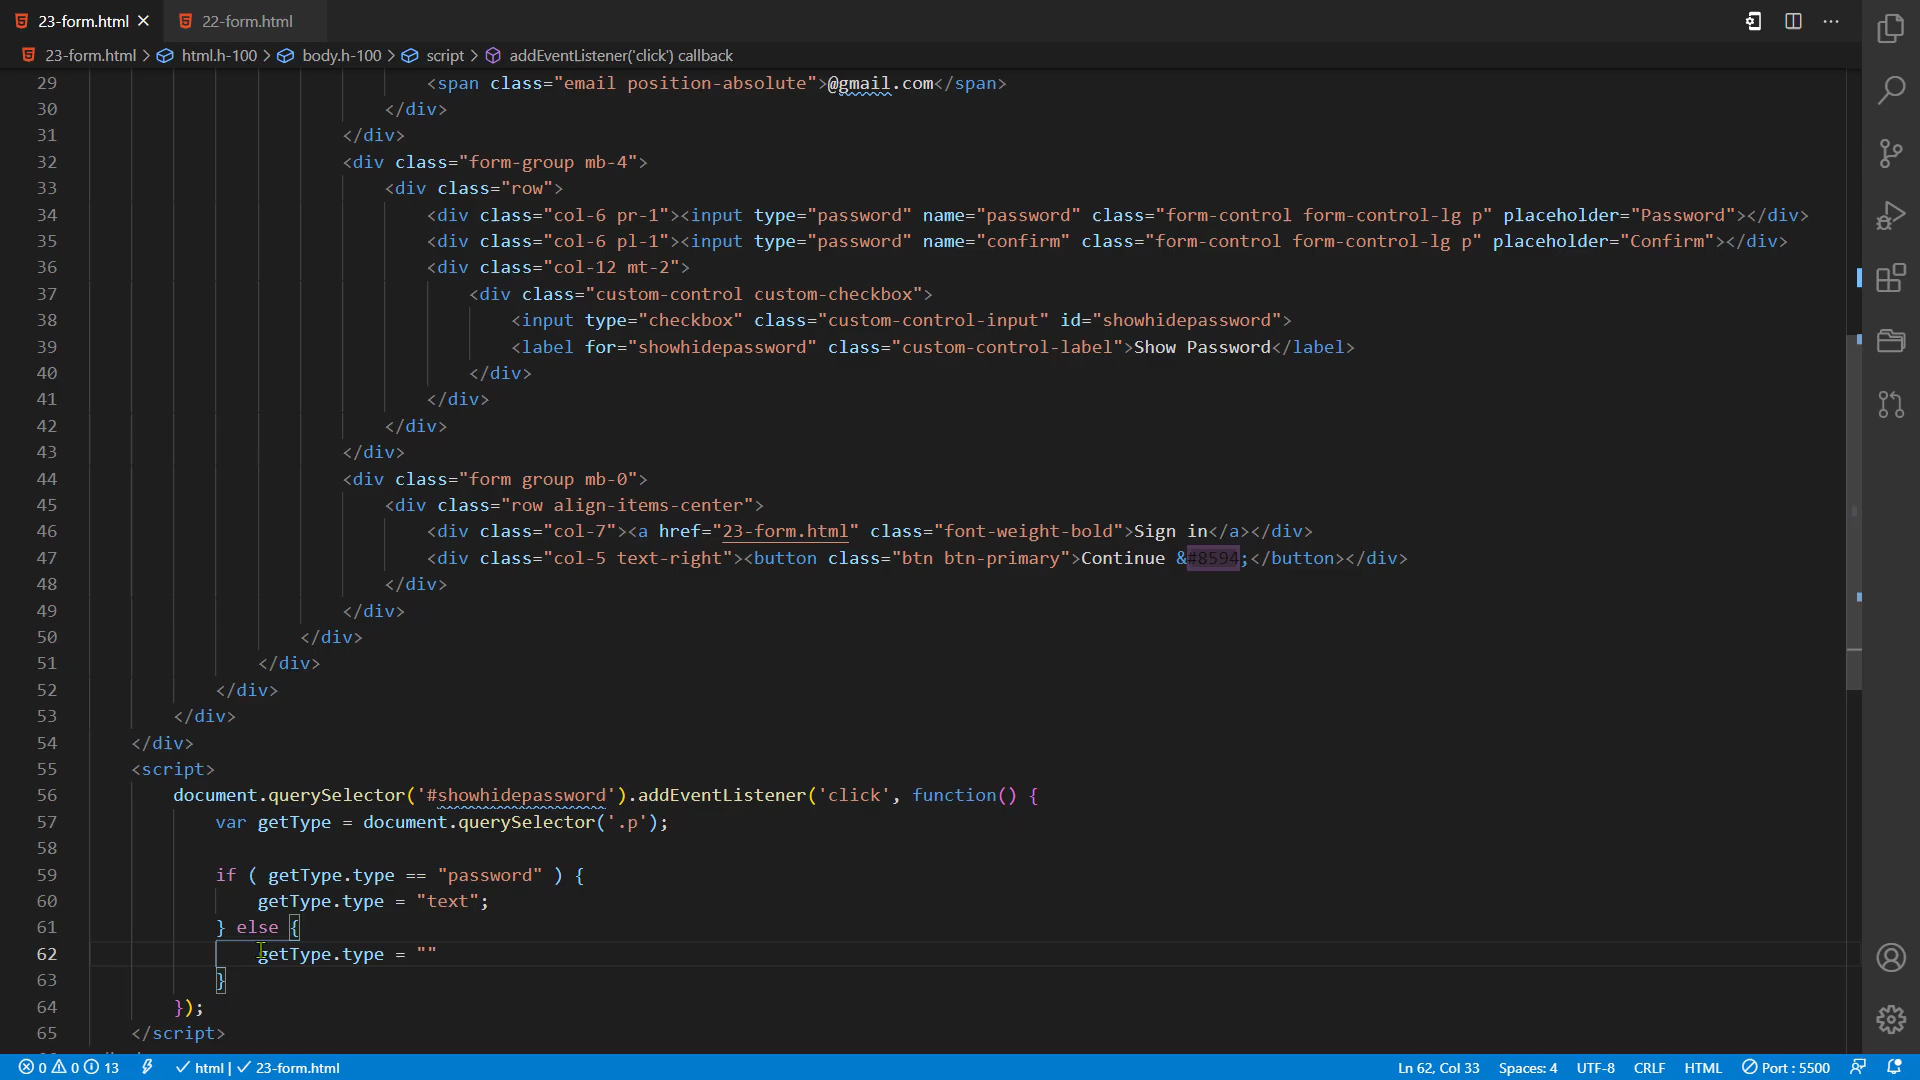 23-form.html
22-form.html
23-form.html > html.h-100 > body.h-100 > script > addEventListener('click') callback
29 <span class="email position-absolute">@gmail.com</span>
30 </div>
31 </div>
32 <div class="form-group mb-4">
33 <div class="row">
34 <div class="col-6 pr-1"><input type="password" name="password" class="form-control form-control-lg p" placeholder="Password"></div>
35 <div class="col-6 pl-1"><input type="password" name="confirm" class="form-control form-control-lg p" placeholder="Confirm"></div>
36 <div class="col-12 mt-2">
37 <div class="custom-control custom-checkbox">
38 <input type="checkbox" class="custom-control-input" id="showhidepassword">
39 <label for="showhidepassword" class="custom-control-label">Show Password</label>
40 </div>
41 </div>
42 </div>
43 </div>
44 <div class="form group mb-0">
45 <div class="row align-items-center">
46 <div class="col-7"><a href="23-form.html" class="font-weight-bold">Sign in</a></div>
47 <div class="col-5 text-right"><button class="btn btn-primary">Continue &#8594;</button></div>
48 </div>
49 </div>
50 </div>
51 </div>
52 </div>
53 </div>
54 </div>
55 <script>
56 document.querySelector('#showhidepassword').addEventListener('click', function() {
57 var getType = document.querySelector('.p');
58
59 if ( getType.type == "password" ) {
60 getType.type = "text";
61 } else {
62 getType.type = ""
63 }
64 });
65 </script>
0 0 13 html | 23-form.html Ln 62, Col 33 Spaces: 4 UTF-8 CRLF HTML Port : 5500